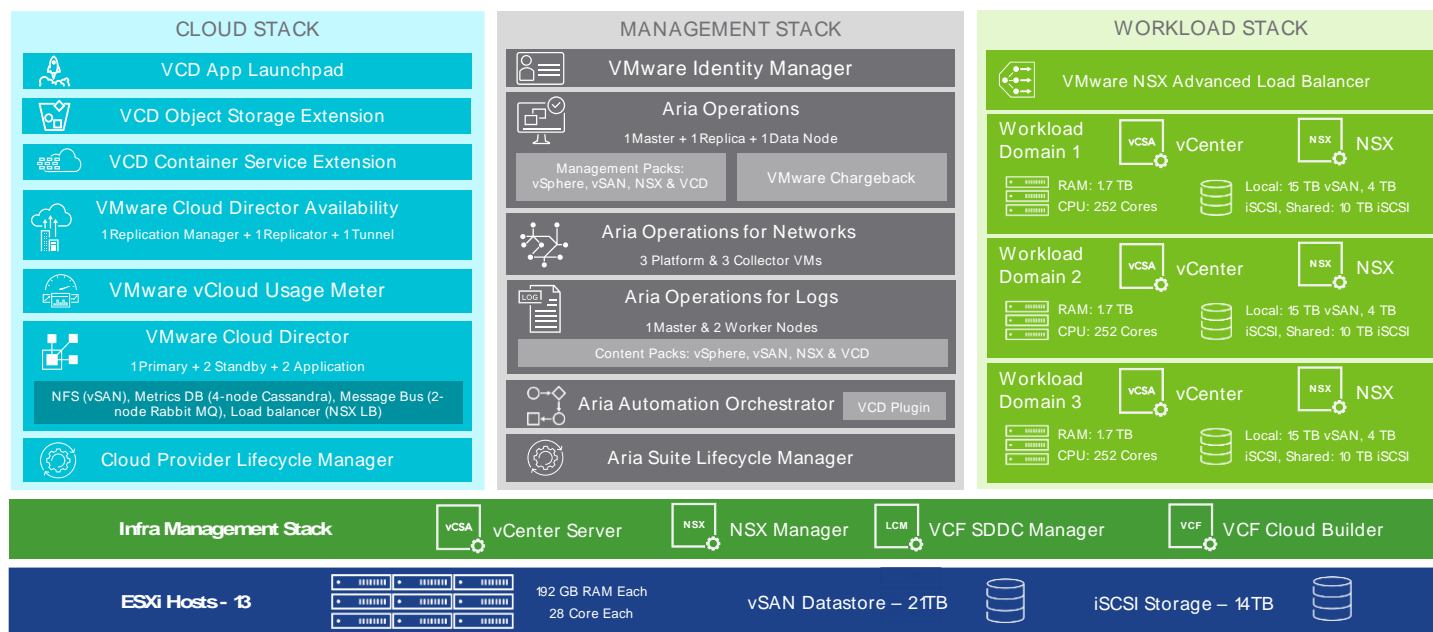 CLOUD STACK
VCD App Launchpad
VCD Object Storage Extension
VCD Container Service Extension
VMware Cloud Director Availability
1 Replication Manager + 1 Replicator + 1 Tunnel
VMware vCloud Usage Meter
VMware Cloud Director
1 Primary + 2 Standby + 2 Application
NFS (vSAN), Metrics DB (4-node Cassandra), Message Bus (2-
node Rabbit MQ), Load balancer (NSX LB)
Cloud Provider Lifecycle Manager
MANAGEMENT STACK
VMware Identity Manager
Aria Operations
1 Master + 1 Replica + 1 Data Node
Management Packs:
vSphere, vSAN, NSX & VCD
VMware Chargeback
Aria Operations for Networks
3 Platform & 3 Collector VMs
LOG
Aria Operations for Logs
1 Master & 2 Worker Nodes
Content Packs: vSphere, vSAN, NSX & VCD
Aria Automation Orchestrator
VCD Plugin
Aria Suite Lifecycle Manager
WORKLOAD STACK
VMware NSX Advanced Load Balancer
Workload
Domain 1
vCSA
vCenter
NSX
NSX
RAM: 1.7 TB
CPU: 252 Cores
Local: 15 TB vSAN, 4 TB
iSCSI, Shared: 10 TB iSCSI
Workload
Domain 2
vCSA
vCenter
NSX
NSX
RAM: 1.7 TB
CPU: 252 Cores
Local: 15 TB vSAN, 4 TB
iSCSI, Shared: 10 TB iSCSI
Workload
Domain 3
vCSA
vCenter
NSX
NSX
RAM: 1.7 TB
CPU: 252 Cores
Local: 15 TB vSAN, 4 TB
iSCSI, Shared: 10 TB iSCSI
Infra Management Stack
vCSA
vCenter Server
NSX
NSX Manager
LCM
VCF SDDC Manager
VCF
VCF Cloud Builder
ESXi Hosts - 13
192 GB RAM Each
28 Core Each
vSAN Datastore – 21TB
iSCSI Storage – 14TB